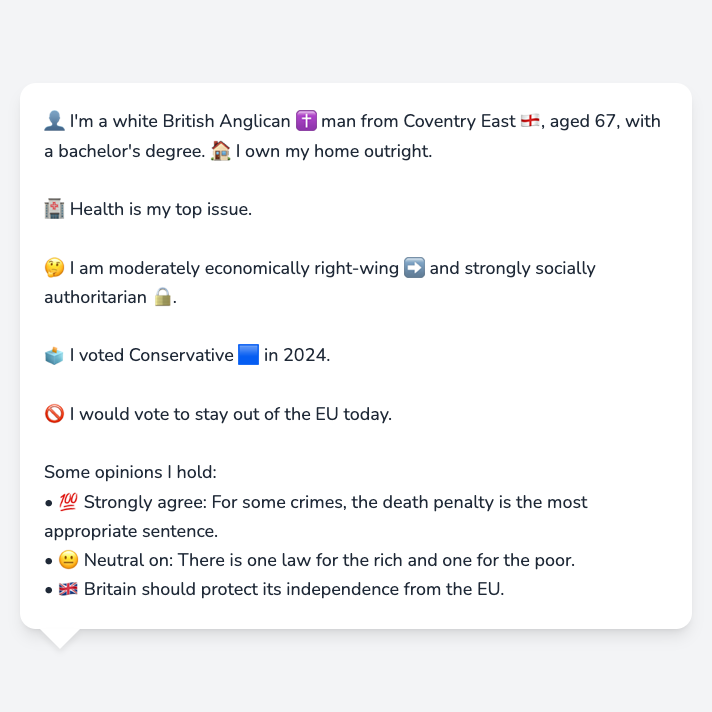 👤 I'm a white British Anglican ✝️ man from Coventry East 🏴󠁧󠁢󠁥󠁮󠁧󠁿, aged 67, with
a bachelor's degree. 🏠 I own my home outright.
🏥 Health is my top issue.
🤔 I am moderately economically right-wing ➡️ and strongly socially
authoritarian 🔒.
🗳️ I voted Conservative 🟦 in 2024.
🚫 I would vote to stay out of the EU today.
Some opinions I hold:
• 💯 Strongly agree: For some crimes, the death penalty is the most
appropriate sentence.
• 😐 Neutral on: There is one law for the rich and one for the poor.
• 🇬🇧 Britain should protect its independence from the EU.